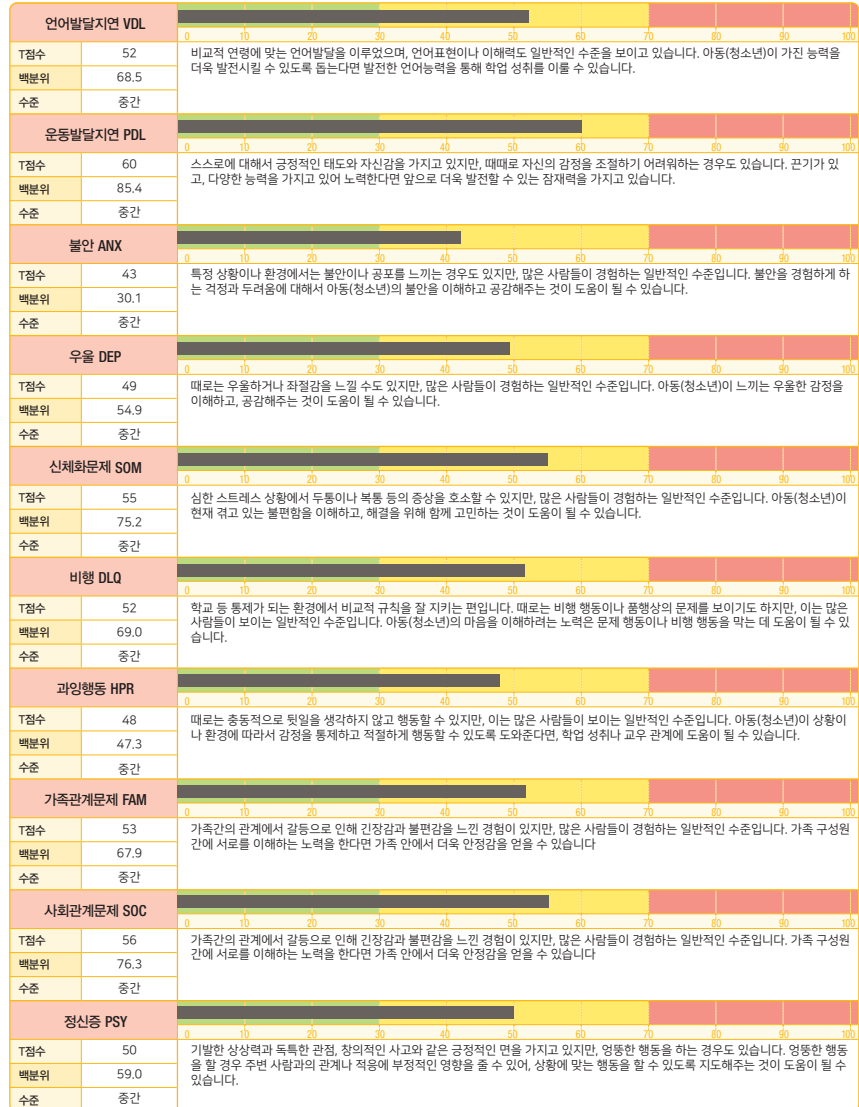 언어발달지연 VDL
0 10 20 30 40 50 60 70 80 90 100
T점수 52
백분위 68.5
수준 중간
비교적 연령에 맞는 언어발달을 이루었으며, 언어표현이나 이해력도 일반적인 수준을 보이고 있습니다. 아동(청소년)이 가진 능력을
더욱 발전시킬 수 있도록 돕는다면 발전한 언어능력을 통해 학업 성취를 이룰 수 있습니다.
운동발달지연 PDL
0 10 20 30 40 50 60 70 80 90 100
T점수 60
백분위 85.4
수준 중간
스스로에 대해서 긍정적인 태도와 자신감을 가지고 있지만, 때때로 자신의 감정을 조절하기 어려워하는 경우도 있습니다. 끈기가 있
고, 다양한 능력을 가지고 있어 노력한다면 앞으로 더욱 발전할 수 있는 잠재력을 가지고 있습니다.
불안 ANX
0 10 20 30 40 50 60 70 80 90 100
T점수 43
백분위 30.1
수준 중간
특정 상황이나 환경에서는 불안이나 공포를 느끼는 경우도 있지만, 많은 사람들이 경험하는 일반적인 수준입니다. 불안을 경험하게 하
는 걱정과 두려움에 대해서 아동(청소년)의 불안을 이해하고 공감해주는 것이 도움이 될 수 있습니다.
우울 DEP
0 10 20 30 40 50 60 70 80 90 100
T점수 49
백분위 54.9
수준 중간
때로는 우울하거나 좌절감을 느낄 수도 있지만, 많은 사람들이 경험하는 일반적인 수준입니다. 아동(청소년)이 느끼는 우울한 감정을
이해하고, 공감해주는 것이 도움이 될 수 있습니다.
신체화문제 SOM
0 10 20 30 40 50 60 70 80 90 100
T점수 55
백분위 75.2
수준 중간
심한 스트레스 상황에서 두통이나 복통 등의 증상을 호소할 수 있지만, 많은 사람들이 경험하는 일반적인 수준입니다. 아동(청소년)이
현재 겪고 있는 불편함을 이해하고, 해결을 위해 함께 고민하는 것이 도움이 될 수 있습니다.
비행 DLQ
0 10 20 30 40 50 60 70 80 90 100
T점수 52
백분위 69.0
수준 중간
학교 등 통제가 되는 환경에서 비교적 규칙을 잘 지키는 편입니다. 때로는 비행 행동이나 품행상의 문제를 보이기도 하지만, 이는 많은
사람들이 보이는 일반적인 수준입니다. 아동(청소년)의 마음을 이해하려는 노력은 문제 행동이나 비행 행동을 막는 데 도움이 될 수 있
습니다.
과잉행동 HPR
0 10 20 30 40 50 60 70 80 90 100
T점수 48
백분위 47.3
수준 중간
때로는 충동적으로 뒷일을 생각하지 않고 행동할 수 있지만, 이는 많은 사람들이 보이는 일반적인 수준입니다. 아동(청소년)이 상황이
나 환경에 따라서 감정을 통제하고 적절하게 행동할 수 있도록 도와준다면, 학업 성취나 교우 관계에 도움이 될 수 있습니다.
가족관계문제 FAM
0 10 20 30 40 50 60 70 80 90 100
T점수 53
백분위 67.9
수준 중간
가족간의 관계에서 갈등으로 인해 긴장감과 불편감을 느낀 경험이 있지만, 많은 사람들이 경험하는 일반적인 수준입니다. 가족 구성원
간에 서로를 이해하는 노력을 한다면 가족 안에서 더욱 안정감을 얻을 수 있습니다
사회관계문제 SOC
0 10 20 30 40 50 60 70 80 90 100
T점수 56
백분위 76.3
수준 중간
가족간의 관계에서 갈등으로 인해 긴장감과 불편감을 느낀 경험이 있지만, 많은 사람들이 경험하는 일반적인 수준입니다. 가족 구성원
간에 서로를 이해하는 노력을 한다면 가족 안에서 더욱 안정감을 얻을 수 있습니다
정신증 PSY
0 10 20 30 40 50 60 70 80 90 100
T점수 50
백분위 59.0
수준 중간
기발한 상상력과 독특한 관점, 창의적인 사고와 같은 긍정적인 면을 가지고 있지만, 엉뚱한 행동을 하는 경우도 있습니다. 엉뚱한 행동
을 할 경우 주변 사람과의 관계나 적응에 부정적인 영향을 줄 수 있어, 상황에 맞는 행동을 할 수 있도록 지도해주는 것이 도움이 될 수
있습니다.